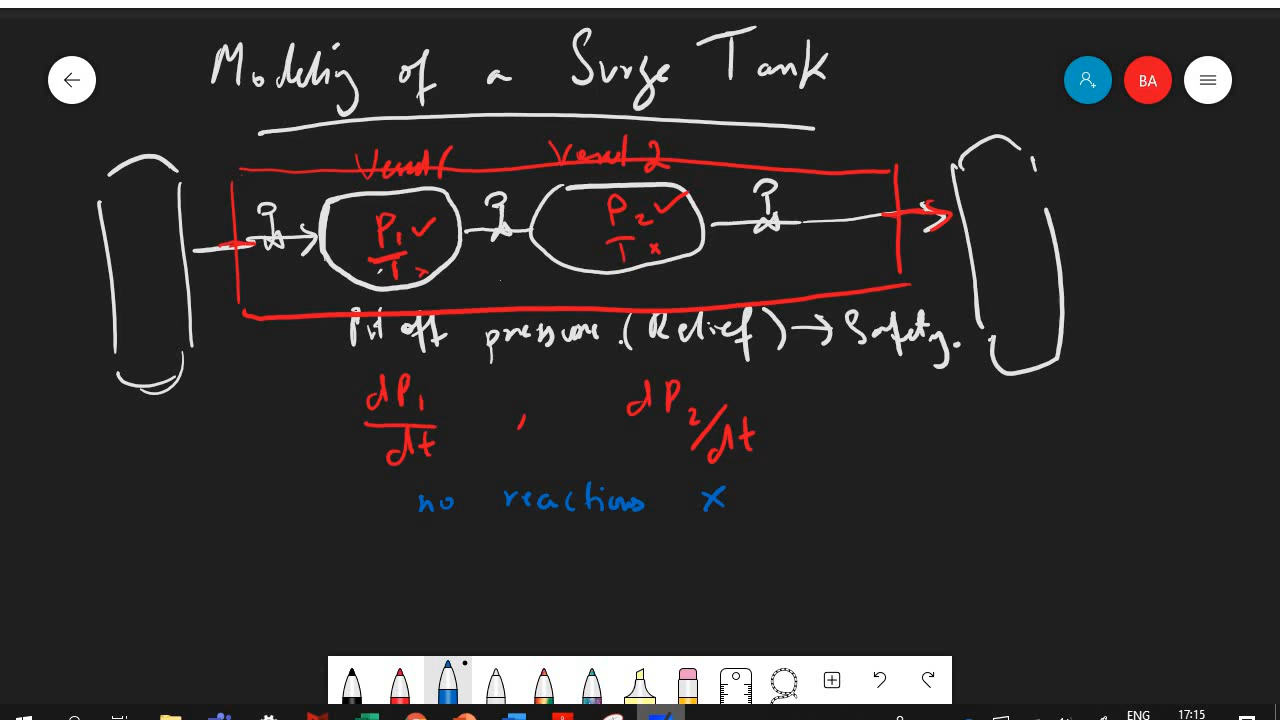 Modeling of a Surge Tank
BA
Vessel 1 Vessel 2
P1 ✓ P2 ✓
T × T ×
off pressure. (Relief) → Safety.
dP1/dt , dP2/dt
no reactions ×
ENG 17:15